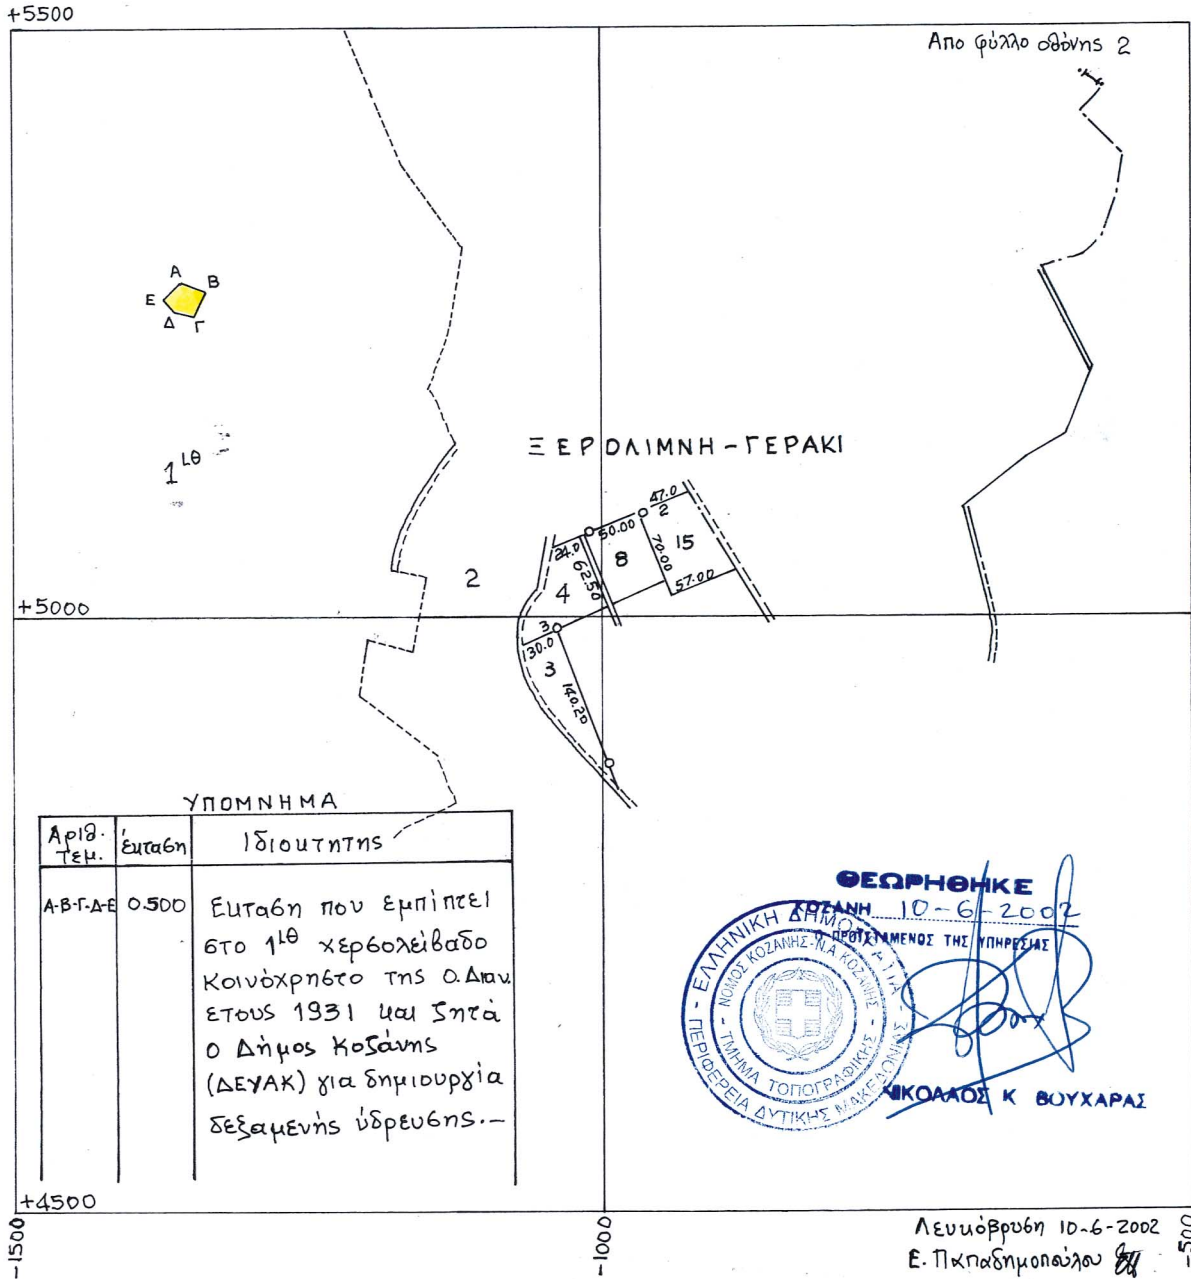 +5500
Απο φύλλο οθόνης 2
Α
Β
Ε
Δ
Γ
1ᴸᶿ
ΞΕΡΟΛΙΜΝΗ-ΓΕΡΑΚΙ
47.0
2
50.00
15
24.0
70.00
8
62.50
57.00
2
4
+5000
3
30.0
3
140.20
ΥΠΟΜΝΗΜΑ
Αριθ. τεμ.
έκταση
Ιδιοκτητης
Α-Β-Γ-Δ-Ε
0.500
Εκταση που εμπίπτει
στο 1ᴸᶿ χερσολείβαδο
κοινόχρηστο της Ο.Διαν.
ετους 1931 και ζητά
ο Δήμος Κοζάνης
(ΔΕΥΑΚ) για δημιουργία
δεξαμενής ύδρευσης.-
ΘΕΩΡΗΘΗΚΕ
ΚΟΖΑΝΗ 10-6-2002
Ο ΠΡΟΪΣΤΑΜΕΝΟΣ ΤΗΣ ΥΠΗΡΕΣΙΑΣ
ΕΛΛΗΝΙΚΗ ΔΗΜΟΚΡΑΤΙΑ
ΠΕΡΙΦΕΡΕΙΑ ΔΥΤΙΚΗΣ ΜΑΚΕΔΟΝΙΑΣ
ΝΟΜΟΣ ΚΟΖΑΝΗΣ-Ν.Α ΚΟΖΑΝΗΣ
ΤΜΗΜΑ ΤΟΠΟΓΡΑΦΙΚΗΣ
ΝΙΚΟΛΑΟΣ Κ ΒΟΥΧΑΡΑΣ
+4500
-1500
-1000
-500
Λευκόβρυση 10-6-2002
Ε. Παπαδημοπούλου